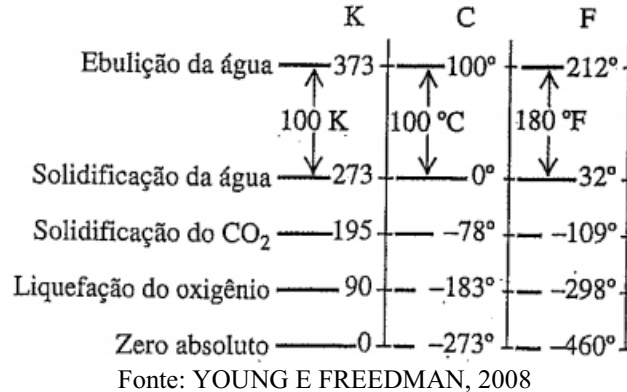 K C F
Ebulição da água 373 100° 212°
100 K 100 °C 180 °F
Solidificação da água 273 0° 32°
Solidificação do CO₂ 195 –78° –109°
Liquefação do oxigênio 90 –183° –298°
Zero absoluto 0 –273° –460°
Fonte: YOUNG E FREEDMAN, 2008